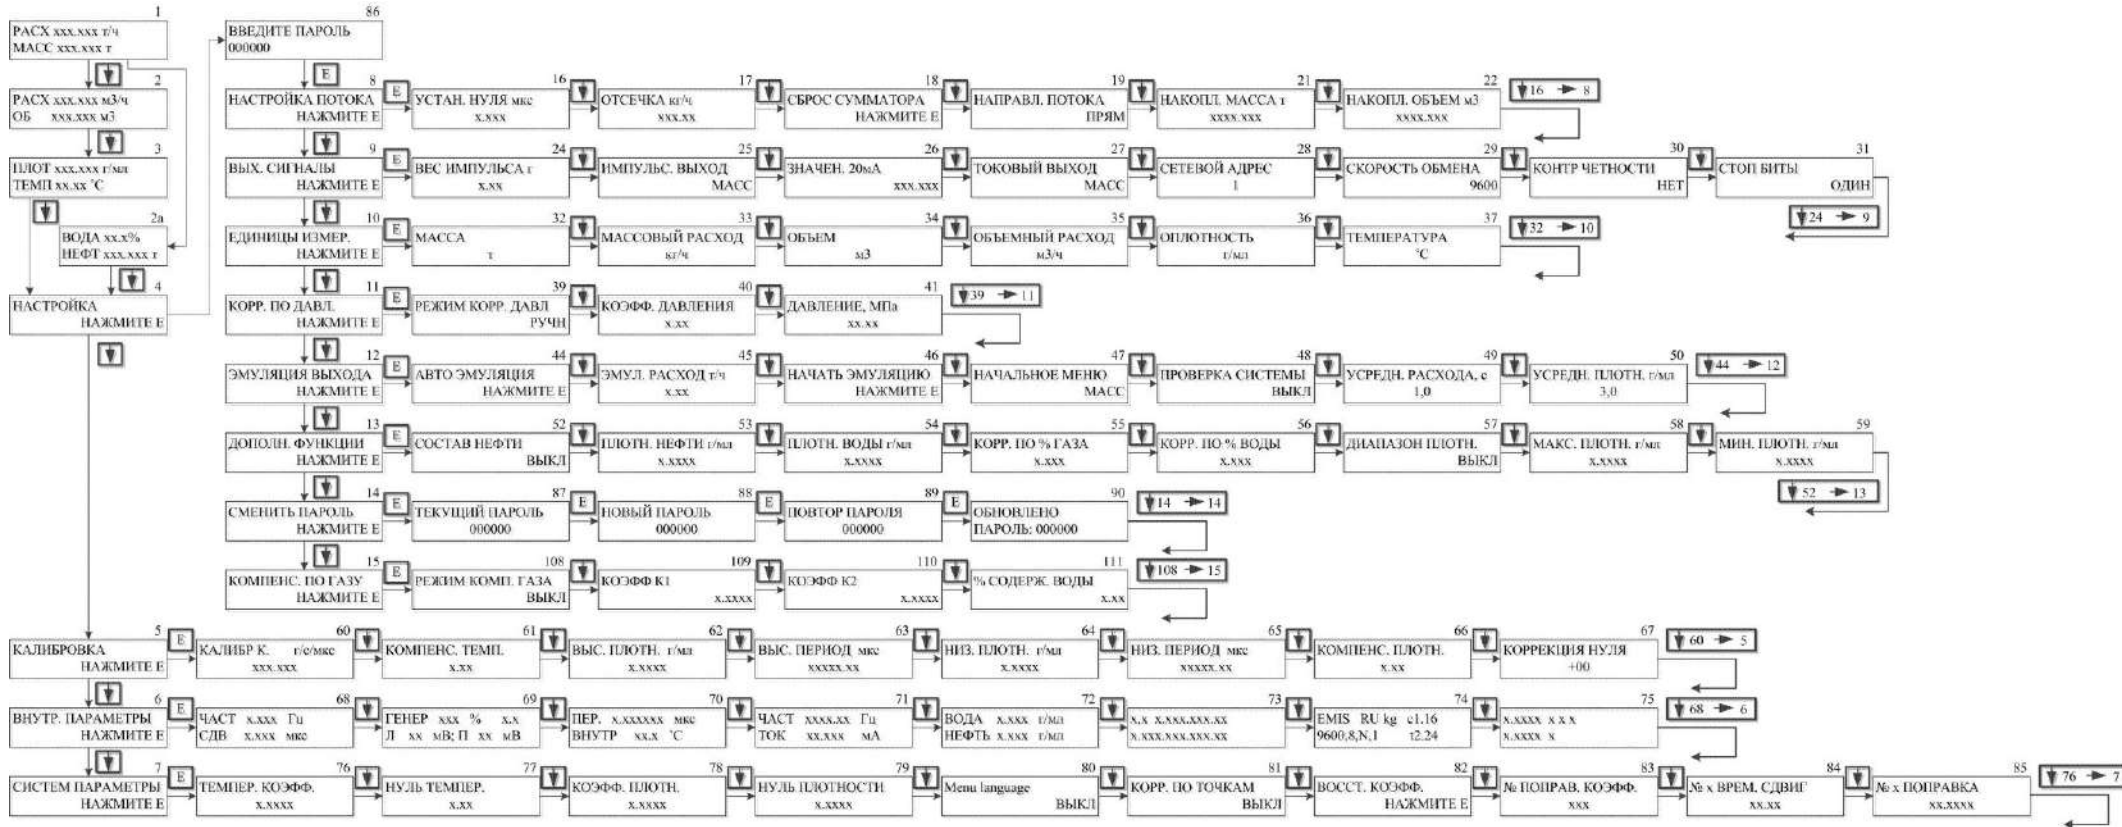 1
РАСХ xxx.xxx т/ч
МАСС xxx.xxx т
86
ВВЕДИТЕ ПАРОЛЬ
000000
E
2
РАСХ xxx.xxx м3/ч
ОБ xxx.xxx м3
3
ПЛОТ xxx.xxx г/мл
ТЕМП xx.xx °C
2а
ВОДА xx.x%
НЕФТ xxx.xxx т
4
НАСТРОЙКА
НАЖМИТЕ E
8
НАСТРОЙКА ПОТОКА
НАЖМИТЕ E
E
16
УСТАН. НУЛЯ мкс
x.xxx
17
ОТСЕЧКА кг/ч
xxx.xx
18
СБРОС СУММАТОРА
НАЖМИТЕ E
19
НАПРАВЛ. ПОТОКА
ПРЯМ
21
НАКОПЛ. МАССА т
xxxx.xxx
22
НАКОПЛ. ОБЪЕМ м3
xxxx.xxx
16 8
9
ВЫХ. СИГНАЛЫ
НАЖМИТЕ E
E
24
ВЕС ИМПУЛЬСА г
x.xx
25
ИМПУЛЬС. ВЫХОД
МАСС
26
ЗНАЧЕН. 20мА
xxx.xxx
27
ТОКОВЫЙ ВЫХОД
МАСС
28
СЕТЕВОЙ АДРЕС
1
29
СКОРОСТЬ ОБМЕНА
9600
30
КОНТР ЧЕТНОСТИ
НЕТ
31
СТОП БИТЫ
ОДИН
24 9
10
ЕДИНИЦЫ ИЗМЕР.
НАЖМИТЕ E
E
32
МАССА
т
33
МАССОВЫЙ РАСХОД
кг/ч
34
ОБЪЕМ
м3
35
ОБЪЕМНЫЙ РАСХОД
м3/ч
36
ОПЛОТНОСТЬ
г/мл
37
ТЕМПЕРАТУРА
°C
32 10
11
КОРР. ПО ДАВЛ.
НАЖМИТЕ E
E
39
РЕЖИМ КОРР. ДАВЛ
РУЧН
40
КОЭФФ. ДАВЛЕНИЯ
x.xx
41
ДАВЛЕНИЕ, МПа
xx.xx
39 11
12
ЭМУЛЯЦИЯ ВЫХОДА
НАЖМИТЕ E
E
44
АВТО ЭМУЛЯЦИЯ
НАЖМИТЕ E
45
ЭМУЛ. РАСХОД т/ч
x.xx
46
НАЧАТЬ ЭМУЛЯЦИЮ
НАЖМИТЕ E
47
НАЧАЛЬНОЕ МЕНЮ
МАСС
48
ПРОВЕРКА СИСТЕМЫ
ВЫКЛ
49
УСРЕДН. РАСХОДА, с
1,0
50
УСРЕДН. ПЛОТН. г/мл
3,0
44 12
13
ДОПОЛН. ФУНКЦИИ
НАЖМИТЕ E
E
52
СОСТАВ НЕФТИ
ВЫКЛ
53
ПЛОТН. НЕФТИ г/мл
x.xxxx
54
ПЛОТН. ВОДЫ г/мл
x.xxxx
55
КОРР. ПО % ГАЗА
x.xxx
56
КОРР. ПО % ВОДЫ
x.xxx
57
ДИАПАЗОН ПЛОТН.
ВЫКЛ
58
МАКС. ПЛОТН. г/мл
x.xxxx
59
МИН. ПЛОТН. г/мл
x.xxxx
52 13
14
СМЕНИТЬ ПАРОЛЬ
НАЖМИТЕ E
E
87
ТЕКУЩИЙ ПАРОЛЬ
000000
E
88
НОВЫЙ ПАРОЛЬ
000000
E
89
ПОВТОР ПАРОЛЯ
000000
E
90
ОБНОВЛЕНО
ПАРОЛЬ: 000000
14 14
15
КОМПЕНС. ПО ГАЗУ
НАЖМИТЕ E
E
108
РЕЖИМ КОМП. ГАЗА
ВЫКЛ
109
КОЭФФ К1
x.xxxx
110
КОЭФФ К2
x.xxxx
111
% СОДЕРЖ. ВОДЫ
x.xx
108 15
5
КАЛИБРОВКА
НАЖМИТЕ E
E
60
КАЛИБР К. г/с/мкс
xxx.xxx
61
КОМПЕНС. ТЕМП.
x.xx
62
ВЫС. ПЛОТН. г/мл
x.xxxx
63
ВЫС. ПЕРИОД мкс
xxxxx.xx
64
НИЗ. ПЛОТН. г/мл
x.xxxx
65
НИЗ. ПЕРИОД мкс
xxxxx.xx
66
КОМПЕНС. ПЛОТН.
x.xx
67
КОРРЕКЦИЯ НУЛЯ
+00
60 5
6
ВНУТР. ПАРАМЕТРЫ
НАЖМИТЕ E
E
68
ЧАСТ x.xxx Гц
СДВ x.xxx мкс
69
ГЕНЕР xxx % x.x
Л xx мВ; П xx мВ
70
ПЕР. x.xxxxxx мкс
ВНУТР xx.x °C
71
ЧАСТ xxxx.xx Гц
ТОК xx.xxx мА
72
ВОДА x.xxx г/мл
НЕФТЬ x.xxx г/мл
73
x.x x.xxx.xxx.xx
x.xxx.xxx.xxx.xx
74
EMIS RU kg c1.16
9600,8,N,1 т2.24
75
x.xxxx x x x
x.xxxx x
68 6
7
СИСТЕМ ПАРАМЕТРЫ
НАЖМИТЕ E
E
76
ТЕМПЕР. КОЭФФ.
x.xxxx
77
НУЛЬ ТЕМПЕР.
x.xx
78
КОЭФФ. ПЛОТН.
x.xxxx
79
НУЛЬ ПЛОТНОСТИ
x.xxxx
80
Menu language
ВЫКЛ
81
КОРР. ПО ТОЧКАМ
ВЫКЛ
82
ВОССТ. КОЭФФ.
НАЖМИТЕ E
83
№ ПОПРАВ. КОЭФФ.
xxx
84
№ x ВРЕМ. СДВИГ
xx.xx
85
№ x ПОПРАВКА
xx.xxxx
76 7